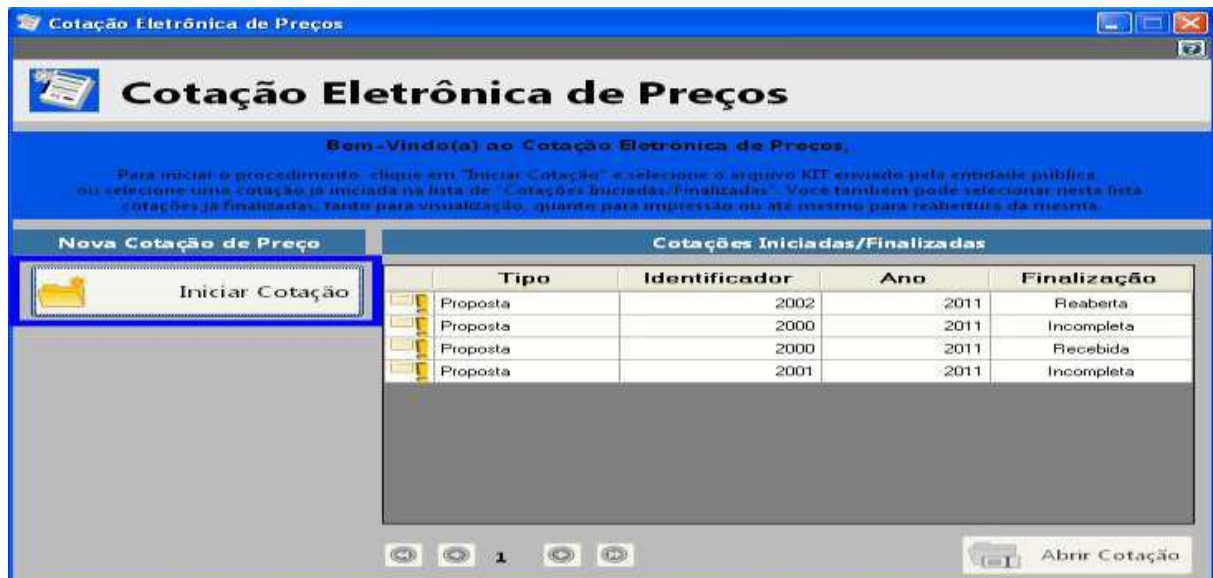 Cotação Eletrônica de Preços
Cotação Eletrônica de Preços
Bem-Vindo(a) ao Cotação Eletrônica de Preços,
Para iniciar o procedimento, clique em "Iniciar Cotação" e selecione o arquivo KIT enviado pela entidade pública
ou selecione uma cotação já iniciada na lista de "Cotações Iniciadas/Finalizadas". Você também pode selecionar nesta lista
cotações já finalizadas, tanto para visualização, quanto para impressão ou até mesmo para reabertura da mesma.
Nova Cotação de Preço
Cotações Iniciadas/Finalizadas
Iniciar Cotação
Tipo Identificador Ano Finalização
Proposta 2002 2011 Reaberta
Proposta 2000 2011 Incompleta
Proposta 2000 2011 Recebida
Proposta 2001 2011 Incompleta
1
Abrir Cotação